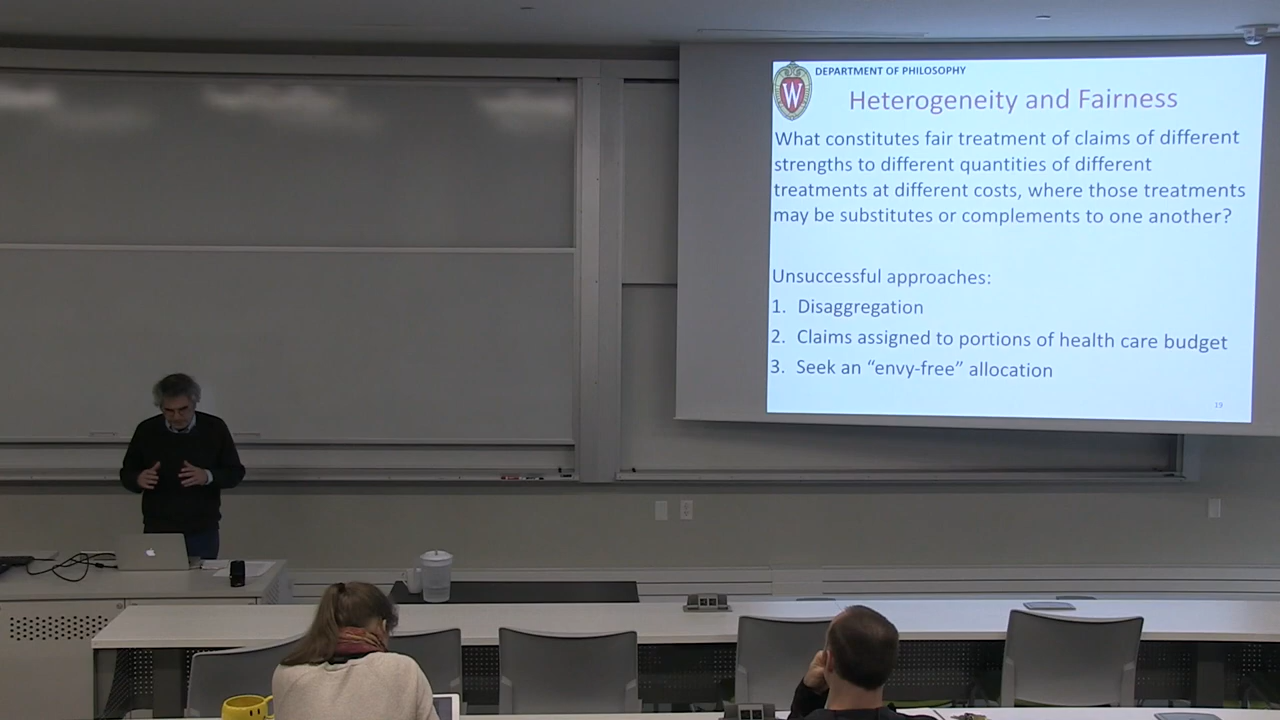 DEPARTMENT OF PHILOSOPHY
W
Heterogeneity and Fairness
What constitutes fair treatment of claims of different
strengths to different quantities of different
treatments at different costs, where those treatments
may be substitutes or complements to one another?
Unsuccessful approaches:
1. Disaggregation
2. Claims assigned to portions of health care budget
3. Seek an “envy-free” allocation
19